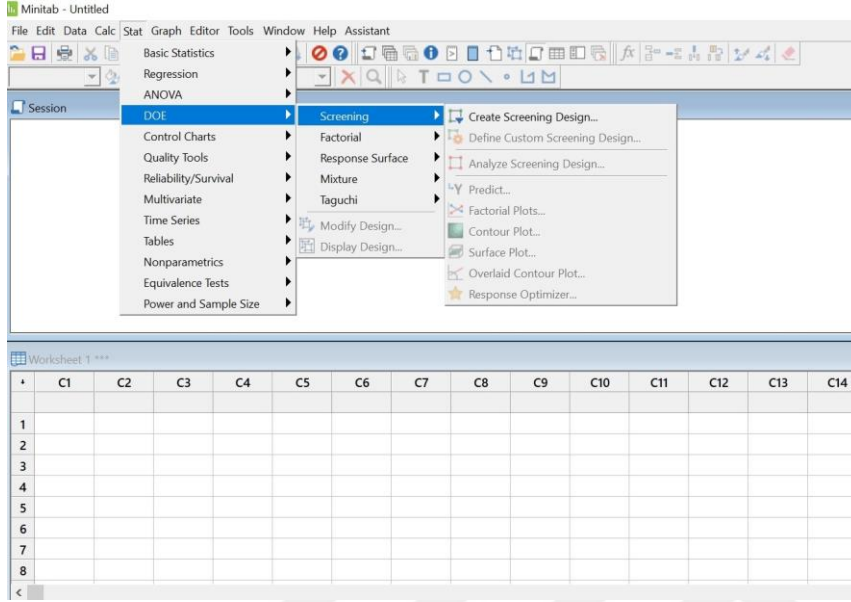 Minitab - Untitled
File Edit Data Calc Stat Graph Editor Tools Window Help Assistant
Basic Statistics
Regression
ANOVA
DOE
Control Charts
Quality Tools
Reliability/Survival
Multivariate
Time Series
Tables
Nonparametrics
Equivalence Tests
Power and Sample Size
Screening
Factorial
Response Surface
Mixture
Taguchi
Modify Design...
Display Design...
Create Screening Design...
Define Custom Screening Design...
Analyze Screening Design...
Predict...
Factorial Plots...
Contour Plot...
Surface Plot...
Overlaid Contour Plot...
Response Optimizer...
Session
Worksheet 1 ***
C1 C2 C3 C4 C5 C6 C7 C8 C9 C10 C11 C12 C13 C14
1
2
3
4
5
6
7
8